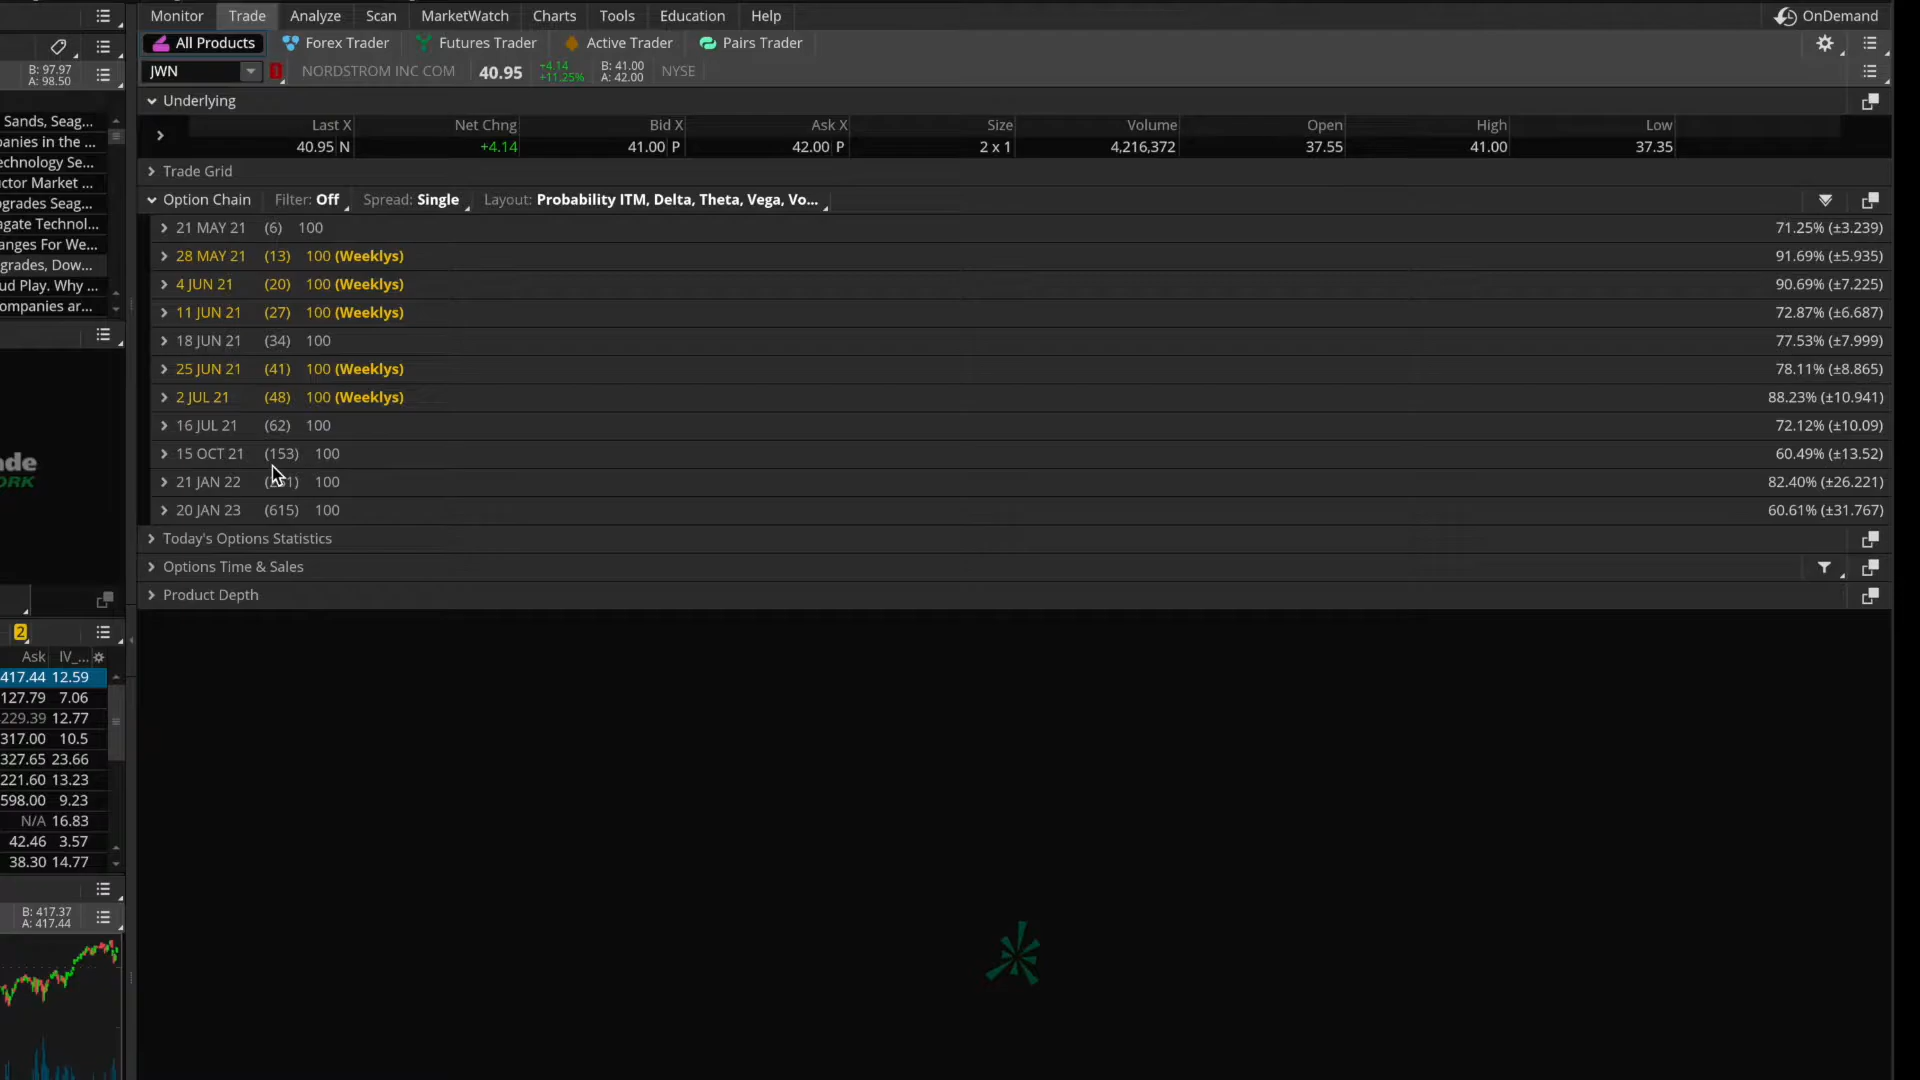 Monitor Trade Analyze Scan MarketWatch Charts Tools Education Help OnDemand
All Products Forex Trader Futures Trader Active Trader Pairs Trader
B: 97.97
A: 98.50
JWN NORDSTROM INC COM 40.95 +4.14 +11.25% B: 41.00 A: 42.00 NYSE
Underlying
Last X Net Chng Bid X Ask X Size Volume Open High Low
40.95 N +4.14 41.00 P 42.00 P 2 x 1 4,216,372 37.55 41.00 37.35
Trade Grid
Option Chain Filter: Off Spread: Single Layout: Probability ITM, Delta, Theta, Vega, Vo...
21 MAY 21 (6) 100 71.25% (±3.239)
28 MAY 21 (13) 100 (Weeklys) 91.69% (±5.935)
4 JUN 21 (20) 100 (Weeklys) 90.69% (±7.225)
11 JUN 21 (27) 100 (Weeklys) 72.87% (±6.687)
18 JUN 21 (34) 100 77.53% (±7.999)
25 JUN 21 (41) 100 (Weeklys) 78.11% (±8.865)
2 JUL 21 (48) 100 (Weeklys) 88.23% (±10.941)
16 JUL 21 (62) 100 72.12% (±10.09)
15 OCT 21 (153) 100 60.49% (±13.52)
21 JAN 22 100 82.40% (±26.221)
20 JAN 23 (615) 100 60.61% (±31.767)
Today's Options Statistics
Options Time & Sales
Product Depth
Sands, Seag...
panies in the ...
echnology Se...
ctor Market ...
grades Seag...
agate Technol...
anges For We...
grades, Dow...
ud Play. Why ...
ompanies ar...
ade
ORK
2
Ask IV_...
417.44 12.59
127.79 7.06
229.39 12.77
317.00 10.5
327.65 23.66
221.60 13.23
598.00 9.23
N/A 16.83
42.46 3.57
38.30 14.77
B: 417.37
A: 417.44